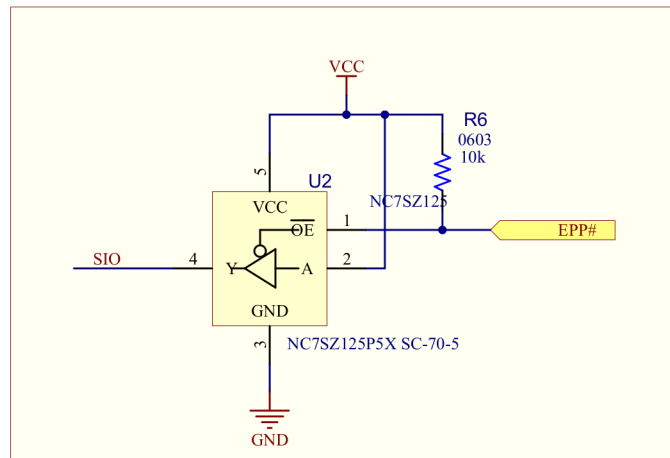 VCC
R6
0603
10k
5
U2
NC7SZ125
VCC
OE
1
EPP#
SIO
4
Y
A
2
GND
3
NC7SZ125P5X SC-70-5
GND